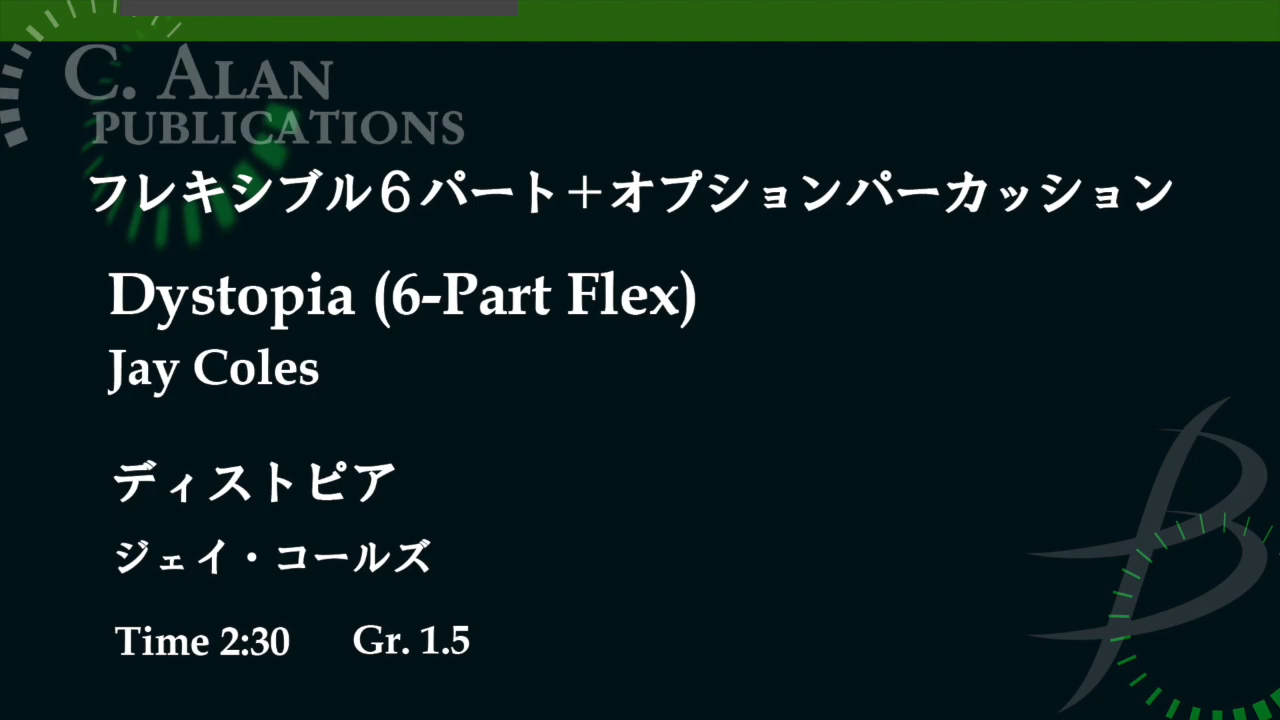 C. ALAN
PUBLICATIONS
フレキシブル６パート＋オプションパーカッション
Dystopia (6-Part Flex)
Jay Coles
ディストピア
ジェイ・コールズ
Time 2:30 Gr. 1.5